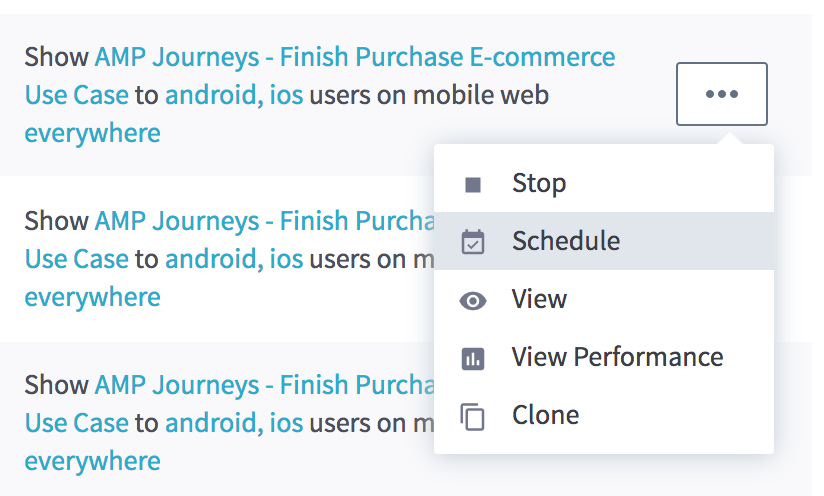 Show AMP Journeys - Finish Purchase E-commerce
Use Case to android, ios users on mobile web
everywhere
Stop
Schedule
View
View Performance
Clone
Show AMP Journeys - Finish Purcha
Use Case to android, ios users on m
everywhere
Show AMP Journeys - Finish Purcha
Use Case to android, ios users on m
everywhere